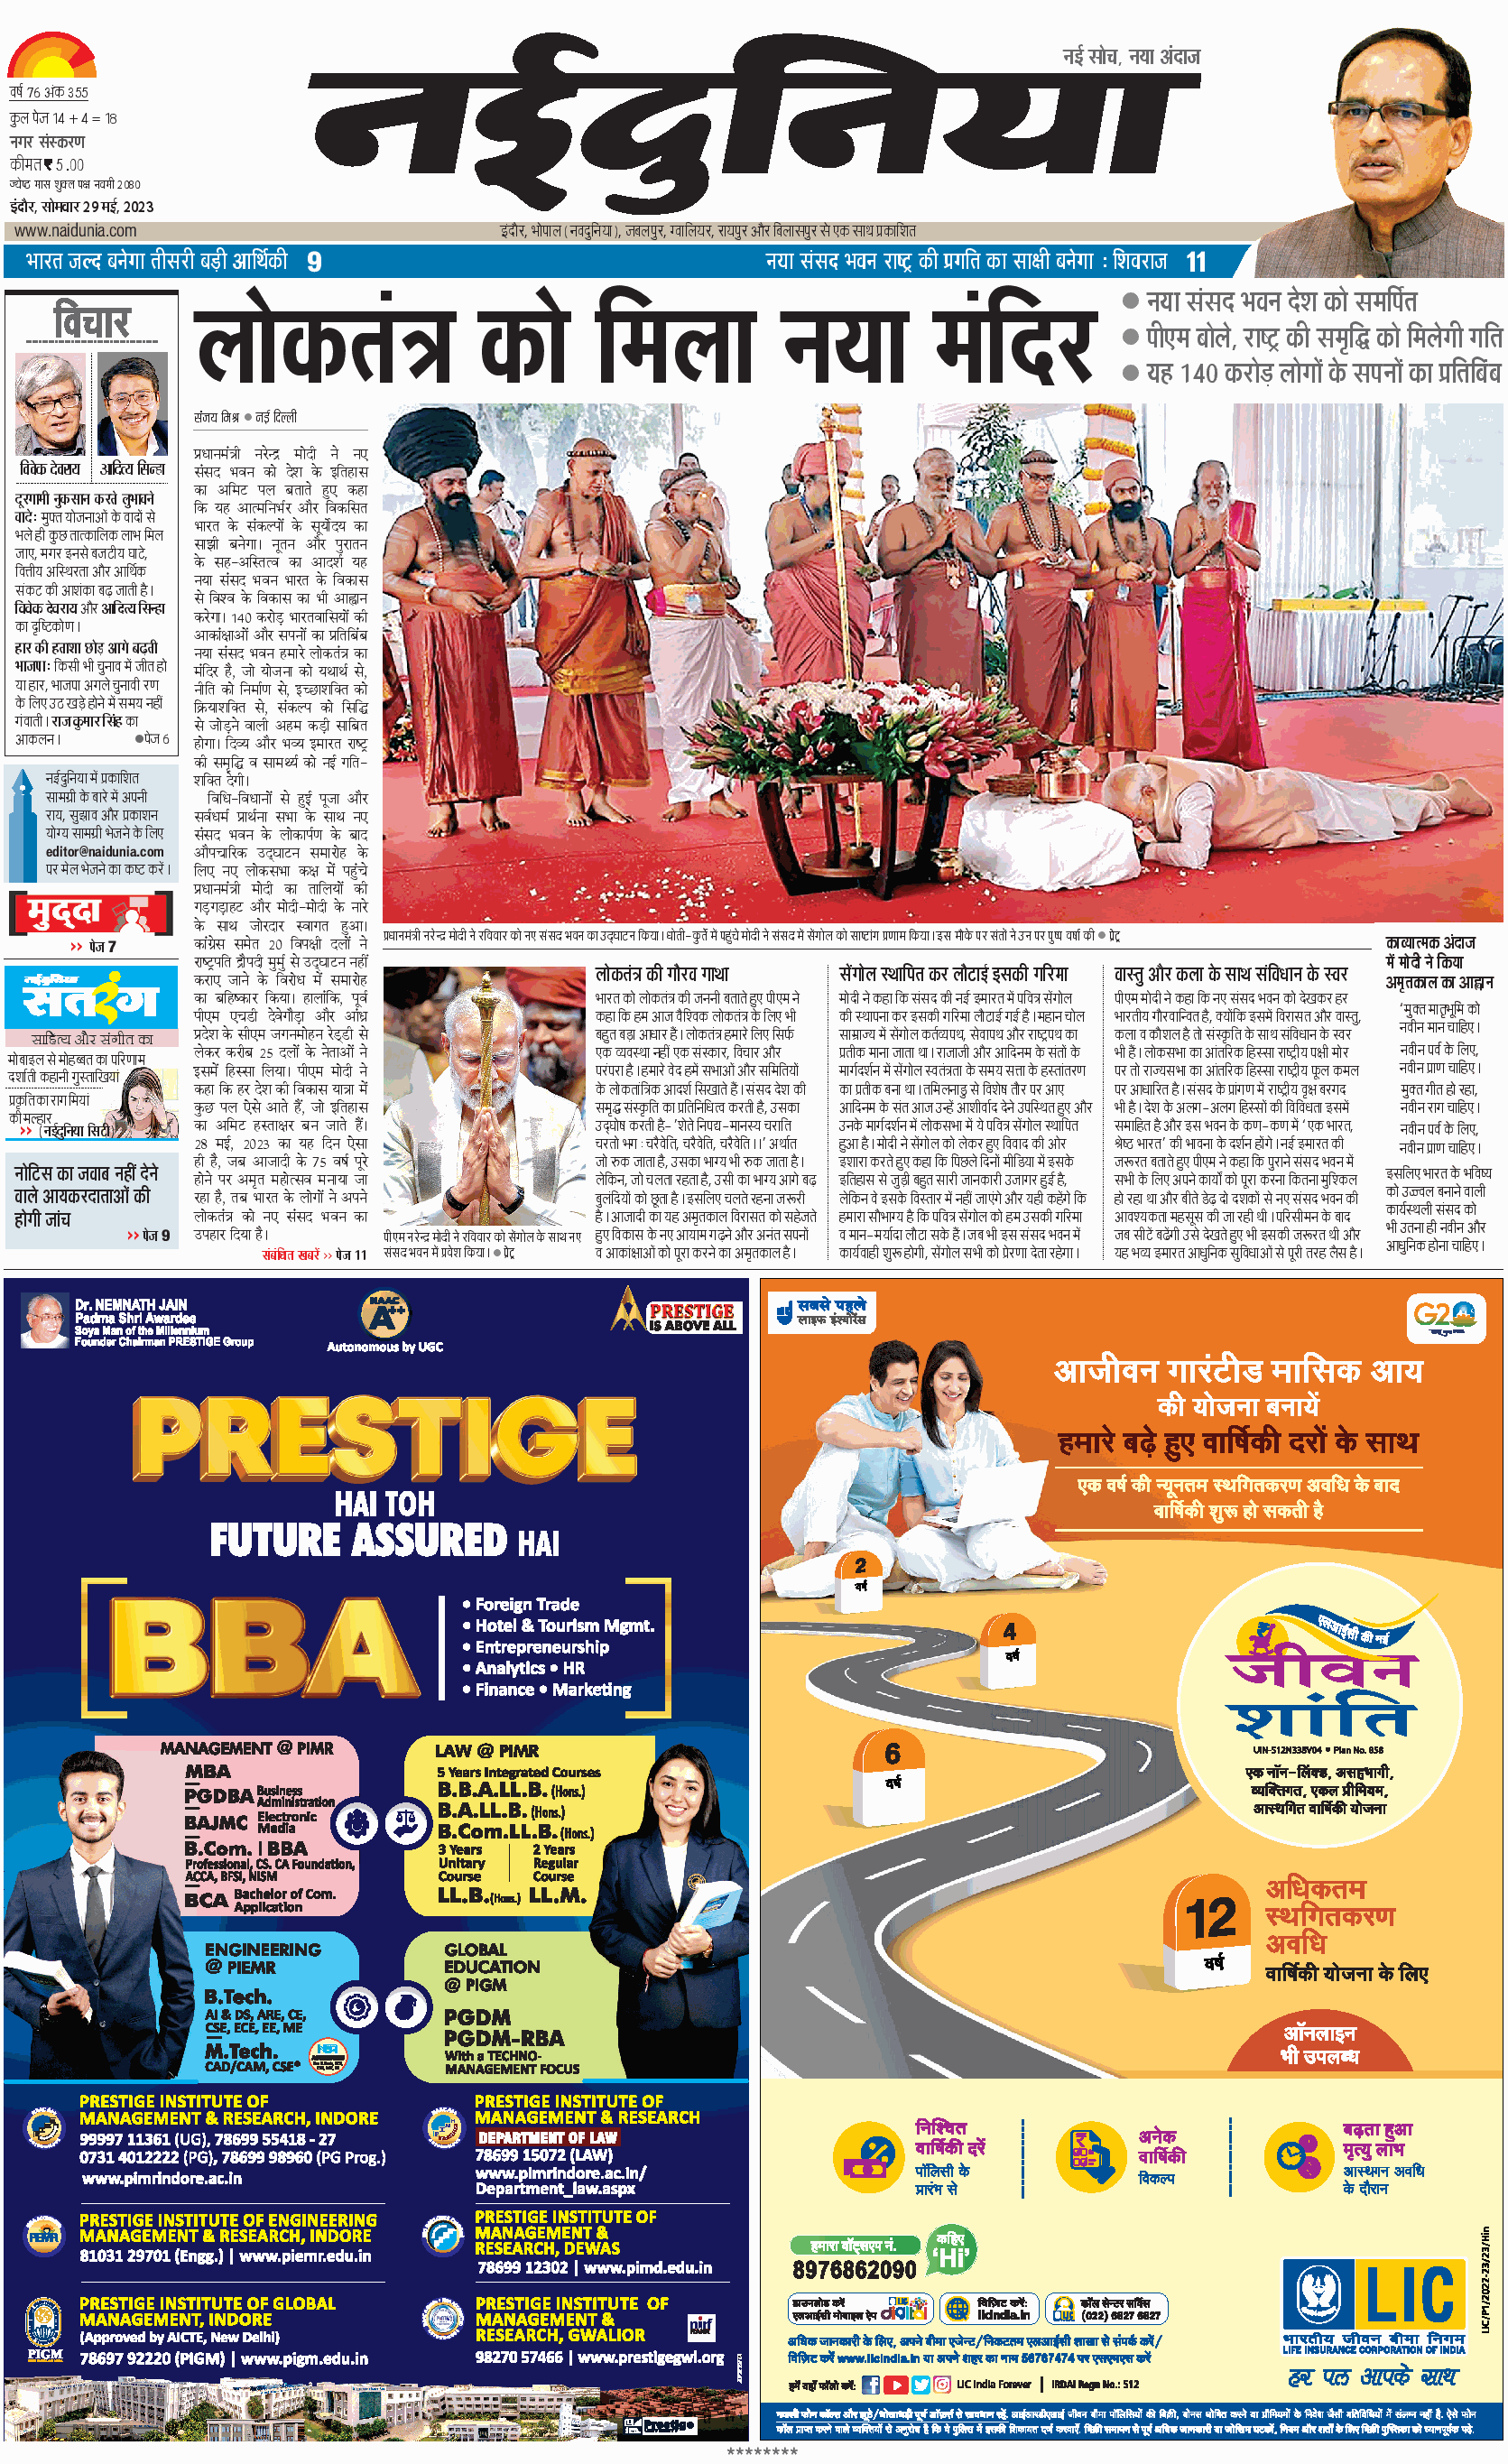 नई सोच, नया अंदाज
वर्ष 76 अंक 355
कुल पेज 14 + 4 = 18
नगर संस्करण
कीमत ₹ 5.00
ज्येष्ठ मास शुक्ल पक्ष नवमी 2080
इंदौर, सोमवार 29 मई, 2023
नईदुनिया
www.naidunia.com
इंदौर, भोपाल (नवदुनिया), जबलपुर, ग्वालियर, रायपुर और बिलासपुर से एक साथ प्रकाशित
भारत जल्द बनेगा तीसरी बड़ी आर्थिकी 9
नया संसद भवन राष्ट्र की प्रगति का साक्षी बनेगा : शिवराज 11
विचार
विवेक देवराय
आदित्य सिन्हा
दूरगामी नुकसान करते लुभावने
वादे: मुफ्त योजनाओं के वादों से
भले ही कुछ तात्कालिक लाभ मिल
जाए, मगर इनसे बजटीय घाटे,
वित्तीय अस्थिरता और आर्थिक
संकट की आशंका बढ़ जाती है।
विवेक देवराय और आदित्य सिन्हा
का दृष्टिकोण।
हार की हताशा छोड़ आगे बढ़ती
भाजपा: किसी भी चुनाव में जीत हो
या हार, भाजपा अगले चुनावी रण
के लिए उठ खड़े होने में समय नहीं
गंवाती। राज कुमार सिंह का
आकलन। ●पेज 6
नईदुनिया में प्रकाशित
सामग्री के बारे में अपनी
राय, सुझाव और प्रकाशन
योग्य सामग्री भेजने के लिए
editor@naidunia.com
पर मेल भेजने का कष्ट करें।
मुद्दा
>> पेज 7
नईदुनिया
सतरंग
साहित्य और संगीत का
मोबाइल से मोहब्बत का परिणाम
दर्शाती कहानी गुस्ताखियां
प्रकृति का राग मियां
की मल्हार
>> (नईदुनिया सिटी)
नोटिस का जवाब नहीं देने
वाले आयकरदाताओं की
होगी जांच
>> पेज 9
लोकतंत्र को मिला नया मंदिर
● नया संसद भवन देश को समर्पित
● पीएम बोले, राष्ट्र की समृद्धि को मिलेगी गति
● यह 140 करोड़ लोगों के सपनों का प्रतिबिंब
संजय मिश्र ● नई दिल्ली
प्रधानमंत्री नरेन्द्र मोदी ने नए
संसद भवन को देश के इतिहास
का अमिट पल बताते हुए कहा
कि यह आत्मनिर्भर और विकसित
भारत के संकल्पों के सूर्योदय का
साक्षी बनेगा। नूतन और पुरातन
के सह-अस्तित्व का आदर्श यह
नया संसद भवन भारत के विकास
से विश्व के विकास का भी आह्वान
करेगा। 140 करोड़ भारतवासियों की
आकांक्षाओं और सपनों का प्रतिबिंब
नया संसद भवन हमारे लोकतंत्र का
मंदिर है, जो योजना को यथार्थ से,
नीति को निर्माण से, इच्छाशक्ति को
क्रियाशक्ति से, संकल्प को सिद्धि
से जोड़ने वाली अहम कड़ी साबित
होगा। दिव्य और भव्य इमारत राष्ट्र
की समृद्धि व सामर्थ्य को नई गति-
शक्ति देगी।
विधि-विधानों से हुई पूजा और
सर्वधर्म प्रार्थना सभा के साथ नए
संसद भवन के लोकार्पण के बाद
औपचारिक उद्घाटन समारोह के
लिए नए लोकसभा कक्ष में पहुंचे
प्रधानमंत्री मोदी का तालियों की
गड़गड़ाहट और मोदी-मोदी के नारे
के साथ जोरदार स्वागत हुआ।
कांग्रेस समेत 20 विपक्षी दलों ने
राष्ट्रपति द्रौपदी मुर्मु से उद्घाटन नहीं
कराए जाने के विरोध में समारोह
का बहिष्कार किया। हालांकि, पूर्व
पीएम एचडी देवेगौड़ा और आंध्र
प्रदेश के सीएम जगनमोहन रेड्डी से
लेकर करीब 25 दलों के नेताओं ने
इसमें हिस्सा लिया। पीएम मोदी ने
कहा कि हर देश की विकास यात्रा में
कुछ पल ऐसे आते हैं, जो इतिहास
का अमिट हस्ताक्षर बन जाते हैं।
28 मई, 2023 का यह दिन ऐसा
ही है, जब आजादी के 75 वर्ष पूरे
होने पर अमृत महोत्सव मनाया जा
रहा है, तब भारत के लोगों ने अपने
लोकतंत्र को नए संसद भवन का
उपहार दिया है।
संबंधित खबरें >> पेज 11
प्रधानमंत्री नरेन्द्र मोदी ने रविवार को नए संसद भवन का उद्घाटन किया। धोती-कुर्ते में पहुंचे मोदी ने संसद में सेंगोल को साष्टांग प्रणाम किया। इस मौके पर संतों ने उन पर पुष्प वर्षा की ● प्रेट्र
पीएम नरेन्द्र मोदी ने रविवार को सेंगोल के साथ नए
संसद भवन में प्रवेश किया। ● प्रेट्र
लोकतंत्र की गौरव गाथा
भारत को लोकतंत्र की जननी बताते हुए पीएम ने
कहा कि हम आज वैश्विक लोकतंत्र के लिए भी
बहुत बड़ा आधार हैं। लोकतंत्र हमारे लिए सिर्फ
एक व्यवस्था नहीं एक संस्कार, विचार और
परंपरा है। हमारे वेद हमें सभाओं और समितियों
के लोकतांत्रिक आदर्श सिखाते हैं। संसद देश की
समृद्ध संस्कृति का प्रतिनिधित्व करती है, उसका
उद्घोष करती है- 'शेते निपद्य-मानस्य चराति
चरतो भग: चरैवेति, चरैवेति, चरैवेति।।' अर्थात
जो रुक जाता है, उसका भाग्य भी रुक जाता है।
लेकिन, जो चलता रहता है, उसी का भाग्य आगे बढ़
बुलंदियों को छूता है। इसलिए चलते रहना जरूरी
है। आजादी का यह अमृतकाल विरासत को सहेजते
हुए विकास के नए आयाम गढ़ने और अनंत सपनों
व आकांक्षाओं को पूरा करने का अमृतकाल है।
सेंगोल स्थापित कर लौटाई इसकी गरिमा
मोदी ने कहा कि संसद की नई इमारत में पवित्र सेंगोल
की स्थापना कर इसकी गरिमा लौटाई गई है। महान चोल
साम्राज्य में सेंगोल कर्तव्यपथ, सेवापथ और राष्ट्रपथ का
प्रतीक माना जाता था। राजाजी और आदिनम के संतों के
मार्गदर्शन में सेंगोल स्वतंत्रता के समय सत्ता के हस्तांतरण
का प्रतीक बना था। तमिलनाडु से विशेष तौर पर आए
आदिनम के संत आज उन्हें आशीर्वाद देने उपस्थित हुए और
उनके मार्गदर्शन में लोकसभा में ये पवित्र सेंगोल स्थापित
हुआ है। मोदी ने सेंगोल को लेकर हुए विवाद की ओर
इशारा करते हुए कहा कि पिछले दिनों मीडिया में इसके
इतिहास से जुड़ी बहुत सारी जानकारी उजागर हुई है,
लेकिन वे इसके विस्तार में नहीं जाएंगे और यही कहेंगे कि
हमारा सौभाग्य है कि पवित्र सेंगोल को हम उसकी गरिमा
व मान-मर्यादा लौटा सके हैं। जब भी इस संसद भवन में
कार्यवाही शुरू होगी, सेंगोल सभी को प्रेरणा देता रहेगा।
वास्तु और कला के साथ संविधान के स्वर
पीएम मोदी ने कहा कि नए संसद भवन को देखकर हर
भारतीय गौरवान्वित है, क्योंकि इसमें विरासत और वास्तु,
कला व कौशल है तो संस्कृति के साथ संविधान के स्वर
भी हैं। लोकसभा का आंतरिक हिस्सा राष्ट्रीय पक्षी मोर
पर तो राज्यसभा का आंतरिक हिस्सा राष्ट्रीय फूल कमल
पर आधारित है। संसद के प्रांगण में राष्ट्रीय वृक्ष बरगद
भी है। देश के अलग-अलग हिस्सों की विविधता इसमें
समाहित है और इस भवन के कण-कण में 'एक भारत,
श्रेष्ठ भारत' की भावना के दर्शन होंगे। नई इमारत की
जरूरत बताते हुए पीएम ने कहा कि पुराने संसद भवन में
सभी के लिए अपने कार्यों को पूरा करना कितना मुश्किल
हो रहा था और बीते डेढ़ दो दशकों से नए संसद भवन की
आवश्यकता महसूस की जा रही थी। परिसीमन के बाद
जब सीटें बढ़ेंगी उसे देखते हुए भी इसकी जरूरत थी और
यह भव्य इमारत आधुनिक सुविधाओं से पूरी तरह लैस है।
काव्यात्मक अंदाज
में मोदी ने किया
अमृतकाल का आह्वान
'मुक्त मातृभूमि को
नवीन मान चाहिए।
नवीन पर्व के लिए,
नवीन प्राण चाहिए।
मुक्त गीत हो रहा,
नवीन राग चाहिए।
नवीन पर्व के लिए,
नवीन प्राण चाहिए।
इसलिए भारत के भविष्य
को उज्वल बनाने वाली
कार्यस्थली संसद को
भी उतना ही नवीन और
आधुनिक होना चाहिए।
Dr. NEMNATH JAIN
Padma Shri Awardee
Soya Man of the Millennium
Founder Chairman PRESTIGE Group
NAAC
A++
Autonomous by UGC
PRESTIGE
IS ABOVE ALL
PRESTIGE
HAI TOH
FUTURE ASSURED HAI
BBA
• Foreign Trade
• Hotel & Tourism Mgmt.
• Entrepreneurship
• Analytics • HR
• Finance • Marketing
MANAGEMENT @ PIMR
MBA
PGDBA Business Administration
BAJMC Electronic Media
B.Com. | BBA
Professional, CS. CA Foundation,
ACCA, BFSI, NISM
BCA Bachelor of Com. Application
LAW @ PIMR
5 Years Integrated Courses
B.B.A.LL.B. (Hons.)
B.A.LL.B. (Hons.)
B.Com.LL.B. (Hons.)
3 Years Unitary Course
LL.B.(Hons.)
2 Years Regular Course
LL.M.
ENGINEERING
@ PIEMR
B.Tech.
AI & DS, ARE, CE,
CSE, ECE, EE, ME
M.Tech.
CAD/CAM, CSE*
GLOBAL
EDUCATION
@ PIGM
PGDM
PGDM-RBA
With a TECHNO-
MANAGEMENT FOCUS
PRESTIGE INSTITUTE OF
MANAGEMENT & RESEARCH, INDORE
99997 11361 (UG), 78699 55418 - 27
0731 4012222 (PG), 78699 98960 (PG Prog.)
www.pimrindore.ac.in
PRESTIGE INSTITUTE OF
MANAGEMENT & RESEARCH
DEPARTMENT OF LAW
78699 15072 (LAW)
www.pimrindore.ac.in/
Department_law.aspx
PIEMR
PRESTIGE INSTITUTE OF ENGINEERING
MANAGEMENT & RESEARCH, INDORE
81031 29701 (Engg.) | www.piemr.edu.in
PRESTIGE INSTITUTE OF
MANAGEMENT &
RESEARCH, DEWAS
78699 12302 | www.pimd.edu.in
PIGM
PRESTIGE INSTITUTE OF GLOBAL
MANAGEMENT, INDORE
(Approved by AICTE, New Delhi)
78697 92220 (PIGM) | www.pigm.edu.in
PRESTIGE INSTITUTE OF
MANAGEMENT &
RESEARCH, GWALIOR
98270 57466 | www.prestigegwl.org
nirf
Prestige
सबसे पहले
लाइफ इंश्योरेंस
G20
आजीवन गारंटीड मासिक आय
की योजना बनायें
हमारे बढ़े हुए वार्षिकी दरों के साथ
एक वर्ष की न्यूनतम स्थगितकरण अवधि के बाद
वार्षिकी शुरू हो सकती है
2
वर्ष
4
वर्ष
6
वर्ष
12
वर्ष
एलआईसी की नई
जीवन
शांति
UIN-512N338V04 • Plan No. 858
एक नॉन-लिंक्ड, असहभागी,
व्यक्तिगत, एकल प्रीमियम,
आस्थगित वार्षिकी योजना
अधिकतम
स्थगितकरण
अवधि
वार्षिकी योजना के लिए
ऑनलाइन
भी उपलब्ध
निश्चित
वार्षिकी दरें
पॉलिसी के
प्रारंभ से
अनेक
वार्षिकी
विकल्प
बढ़ता हुआ
मृत्यु लाभ
आस्थगन अवधि
के दौरान
हमारा वॉट्सएप नं.
8976862090
कहिए
'Hi'
डाउनलोड करें
एलआईसी मोबाइल ऐप
LIC digital
विज़िट करें:
licindia.in
कॉल सेन्टर सर्विस
(022) 6827 6827
अधिक जानकारी के लिए, अपने बीमा एजेन्ट/निकटतम एलआईसी शाखा से संपर्क करें/
विज़िट करें www.licindia.in या अपने शहर का नाम 56767474 पर एसएमएस करें
हमें यहाँ फॉलो करें:
LIC India Forever | IRDAI Regn No.: 512
LIC
भारतीय जीवन बीमा निगम
LIFE INSURANCE CORPORATION OF INDIA
हर पल आपके साथ
LIC/P1/2022-23/23/Hin
********